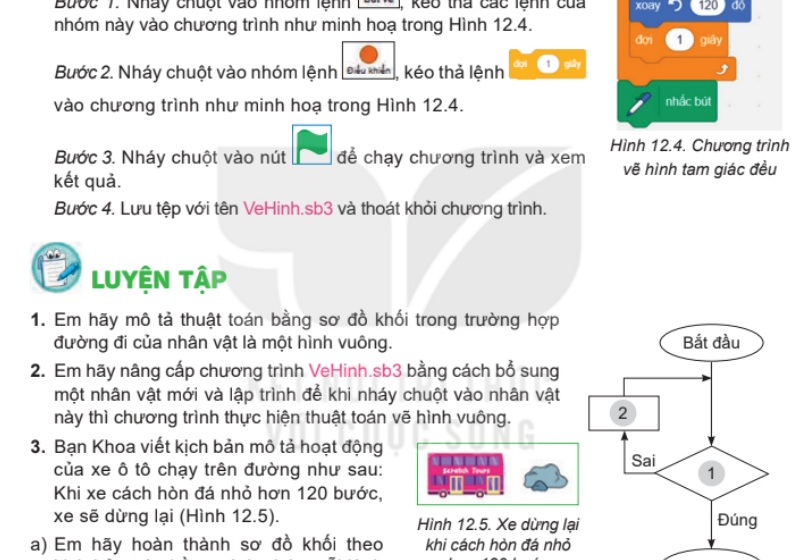 Bước 1. Nháy chuột vào nhóm lệnh , kéo thả các lệnh của
nhóm này vào chương trình như minh hoạ trong Hình 12.4.
Bước 2. Nháy chuột vào nhóm lệnh Điều khiển, kéo thả lệnh đợi 1 giây
vào chương trình như minh hoạ trong Hình 12.4.
Bước 3. Nháy chuột vào nút để chạy chương trình và xem
kết quả.
Bước 4. Lưu tệp với tên VeHinh.sb3 và thoát khỏi chương trình.
xoay 120 độ
đợi 1 giây
nhấc bút
Hình 12.4. Chương trình
vẽ hình tam giác đều
LUYỆN TẬP
1. Em hãy mô tả thuật toán bằng sơ đồ khối trong trường hợp
đường đi của nhân vật là một hình vuông.
2. Em hãy nâng cấp chương trình VeHinh.sb3 bằng cách bổ sung
một nhân vật mới và lập trình để khi nháy chuột vào nhân vật
này thì chương trình thực hiện thuật toán vẽ hình vuông.
3. Bạn Khoa viết kịch bản mô tả hoạt động
của xe ô tô chạy trên đường như sau:
Khi xe cách hòn đá nhỏ hơn 120 bước,
xe sẽ dừng lại (Hình 12.5).
a) Em hãy hoàn thành sơ đồ khối theo
Scratch Tours
Hình 12.5. Xe dừng lại
khi cách hòn đá nhỏ
Bắt đầu
2
Sai
1
Đúng
KẾT NỐI TRI THỨC
VỚI CUỘC SỐNG